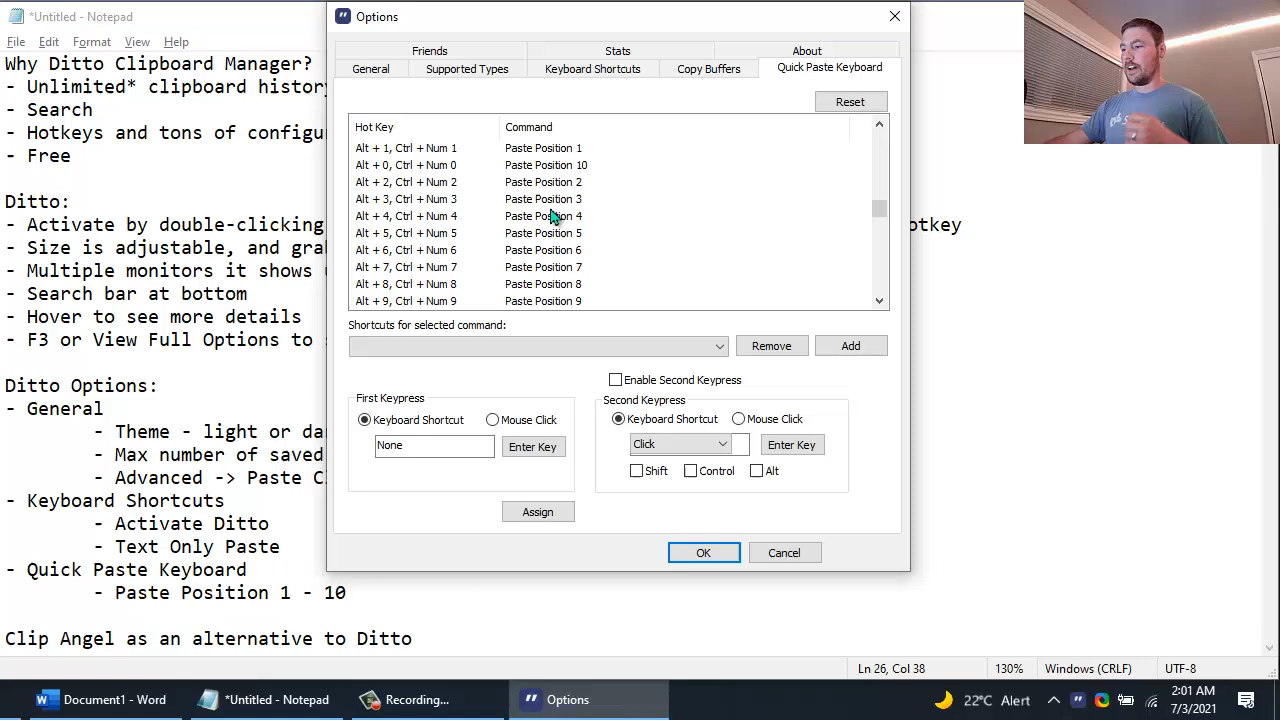 *Untitled - Notepad
File Edit Format View Help
Why Ditto Clipboard Manager?
- Unlimited* clipboard history
- Search
- Hotkeys and tons of configu
- Free
Ditto:
- Activate by double-clicking
otkey
- Size is adjustable, and gra
- Multiple monitors it shows
- Search bar at bottom
- Hover to see more details
- F3 or View Full Options to
Ditto Options:
- General
- Theme - light or da
- Max number of saved
- Advanced -> Paste C
- Keyboard Shortcuts
- Activate Ditto
- Text Only Paste
- Quick Paste Keyboard
- Paste Position 1 - 10
Clip Angel as an alternative to Ditto
Options
Friends Stats About
General Supported Types Keyboard Shortcuts Copy Buffers Quick Paste Keyboard
Reset
Hot Key Command
Alt + 1, Ctrl + Num 1 Paste Position 1
Alt + 0, Ctrl + Num 0 Paste Position 10
Alt + 2, Ctrl + Num 2 Paste Position 2
Alt + 3, Ctrl + Num 3 Paste Position 3
Alt + 4, Ctrl + Num 4 Paste Position 4
Alt + 5, Ctrl + Num 5 Paste Position 5
Alt + 6, Ctrl + Num 6 Paste Position 6
Alt + 7, Ctrl + Num 7 Paste Position 7
Alt + 8, Ctrl + Num 8 Paste Position 8
Alt + 9, Ctrl + Num 9 Paste Position 9
Shortcuts for selected command:
Remove Add
Enable Second Keypress
First Keypress
Keyboard Shortcut Mouse Click
None Enter Key
Second Keypress
Keyboard Shortcut Mouse Click
Click Enter Key
Shift Control Alt
Assign
OK Cancel
Ln 26, Col 38 130% Windows (CRLF) UTF-8
Document1 - Word *Untitled - Notepad Recording... Options
22°C Alert
2:01 AM
7/3/2021